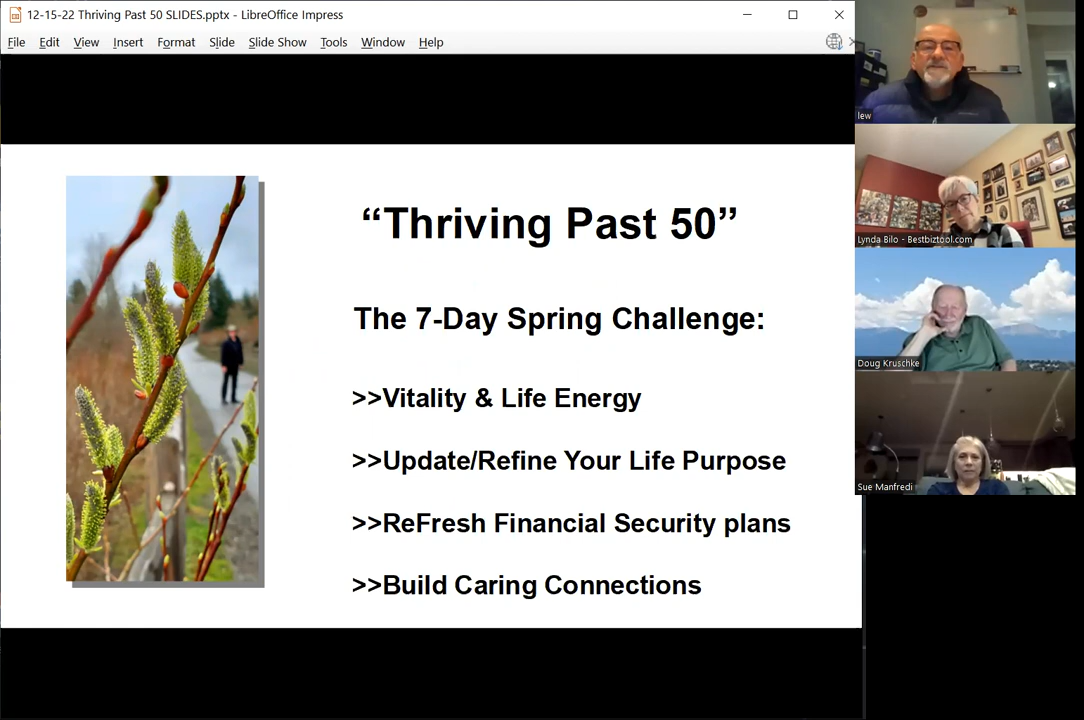 12-15-22 Thriving Past 50 SLIDES.pptx - LibreOffice Impress
File Edit View Insert Format Slide Slide Show Tools Window Help
“Thriving Past 50”
The 7-Day Spring Challenge:
>>Vitality & Life Energy
>>Update/Refine Your Life Purpose
>>ReFresh Financial Security plans
>>Build Caring Connections
lew
Lynda Bilo - Bestbiztool.com
Doug Kruschke
Sue Manfredi